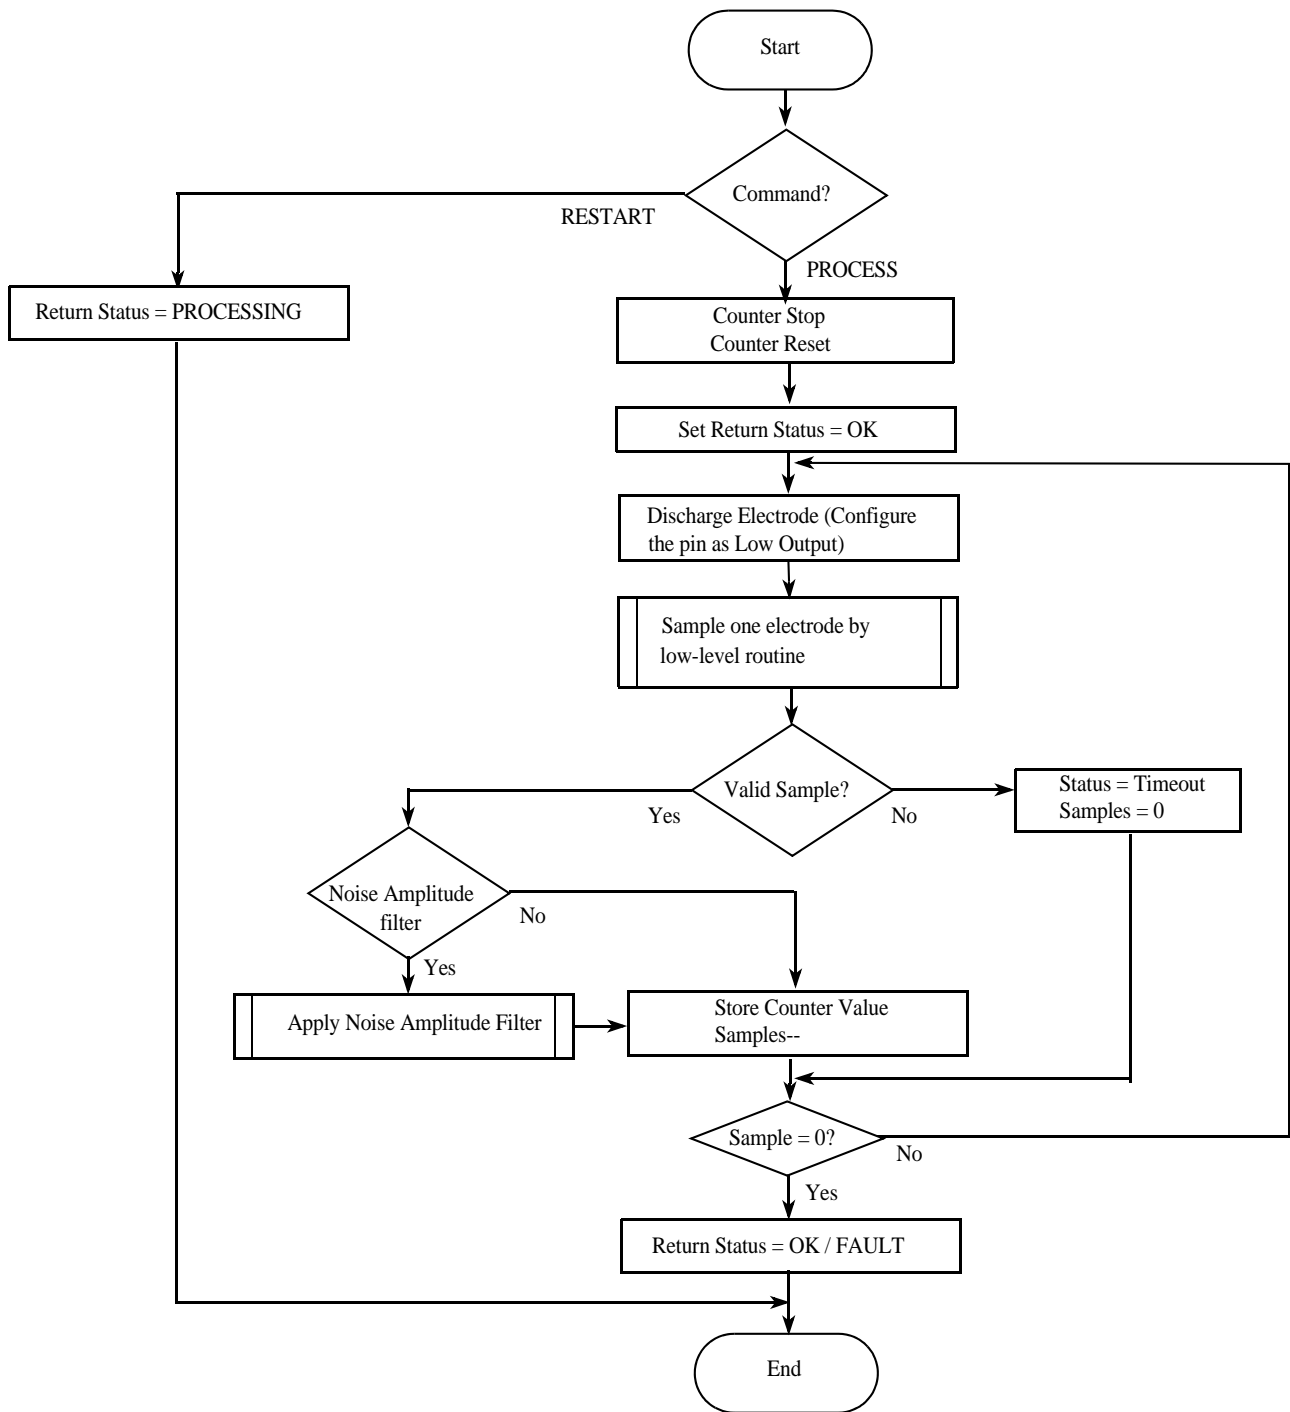 Start
Command?
RESTART
PROCESS
Return Status = PROCESSING
Counter Stop
Counter Reset
Set Return Status = OK
Discharge Electrode (Configure
the pin as Low Output)
Sample one electrode by
low-level routine
Valid Sample?
Yes
No
Status = Timeout
Samples = 0
Noise Amplitude
filter
No
Yes
Apply Noise Amplitude Filter
Store Counter Value
Samples--
Sample = 0?
No
Yes
Return Status = OK / FAULT
End